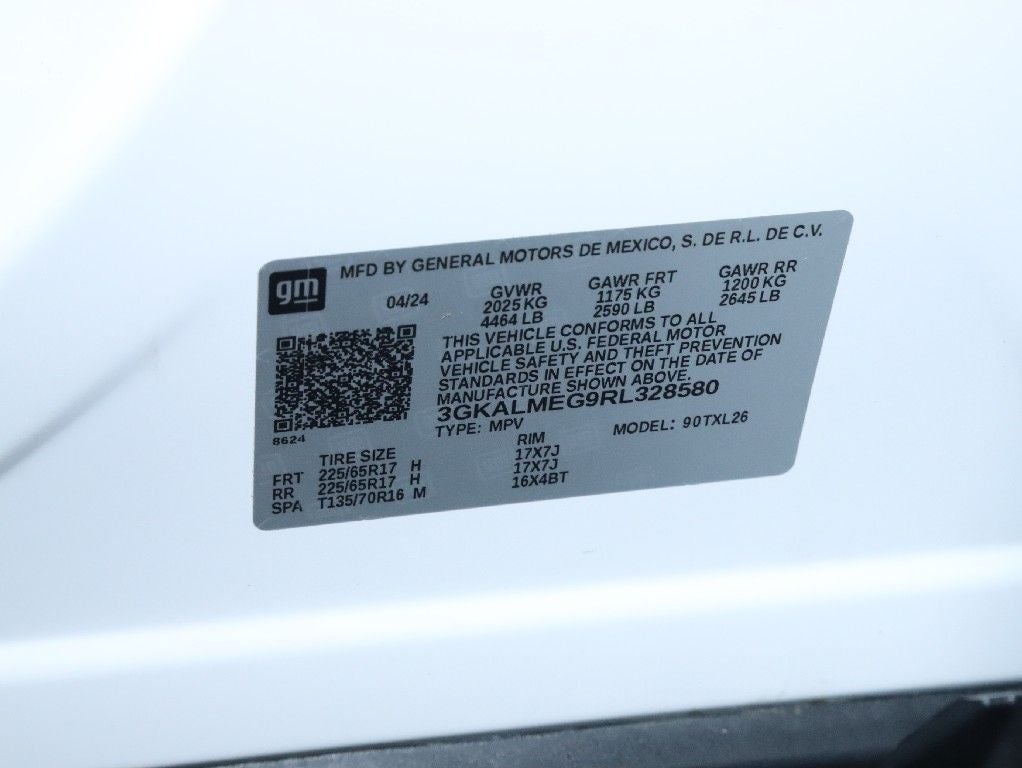 gm
MFD BY GENERAL MOTORS DE MEXICO, S. DE R.L. DE C.V.
04/24
GVWR GAWR FRT GAWR RR
2025 KG 1175 KG 1200 KG
4464 LB 2590 LB 2645 LB
THIS VEHICLE CONFORMS TO ALL
APPLICABLE U.S. FEDERAL MOTOR
VEHICLE SAFETY AND THEFT PREVENTION
STANDARDS IN EFFECT ON THE DATE OF
MANUFACTURE SHOWN ABOVE.
3GKALMEG9RL328580
TYPE: MPV MODEL: 90TXL26
8624
TIRE SIZE RIM
FRT 225/65R17 H 17X7J
RR 225/65R17 H 17X7J
SPA T135/70R16 M 16X4BT